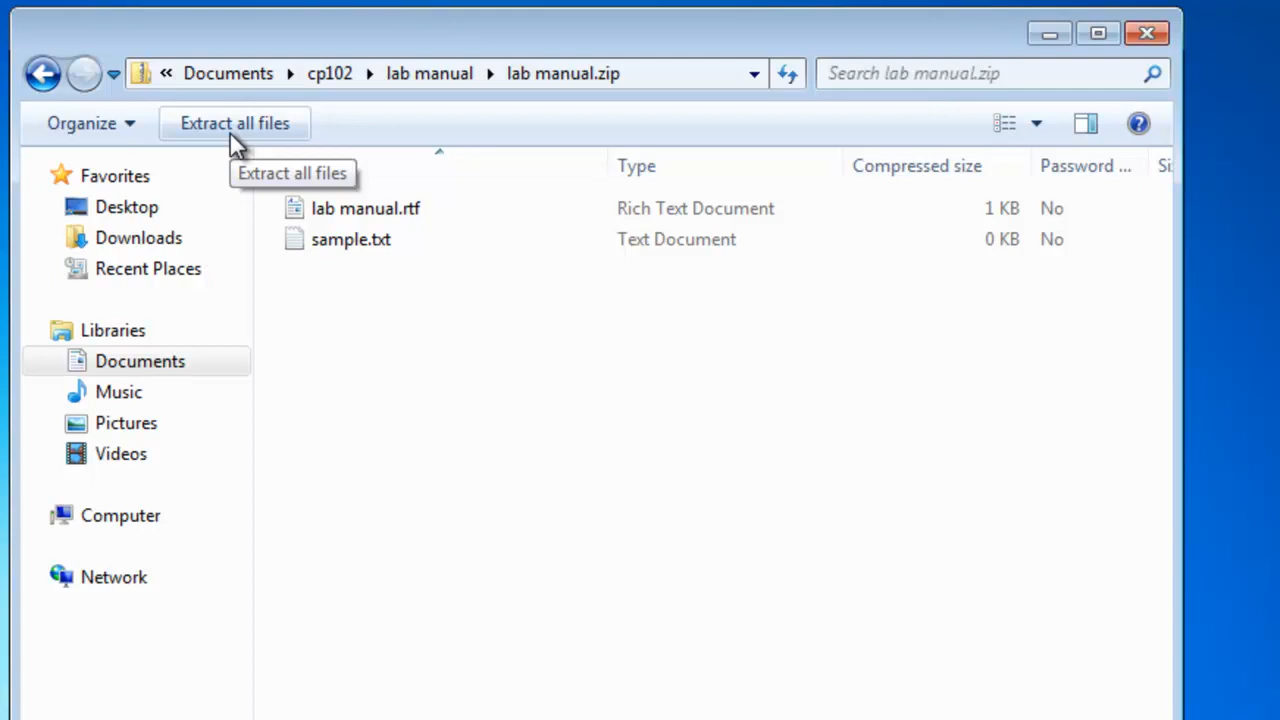 « Documents ▸ cp102 ▸ lab manual ▸ lab manual.zip
Search lab manual.zip
Organize
Extract all files
Extract all files
Type
Compressed size
Password ...
Favorites
Desktop
Downloads
Recent Places
Libraries
Documents
Music
Pictures
Videos
Computer
Network
lab manual.rtf Rich Text Document 1 KB No
sample.txt Text Document 0 KB No